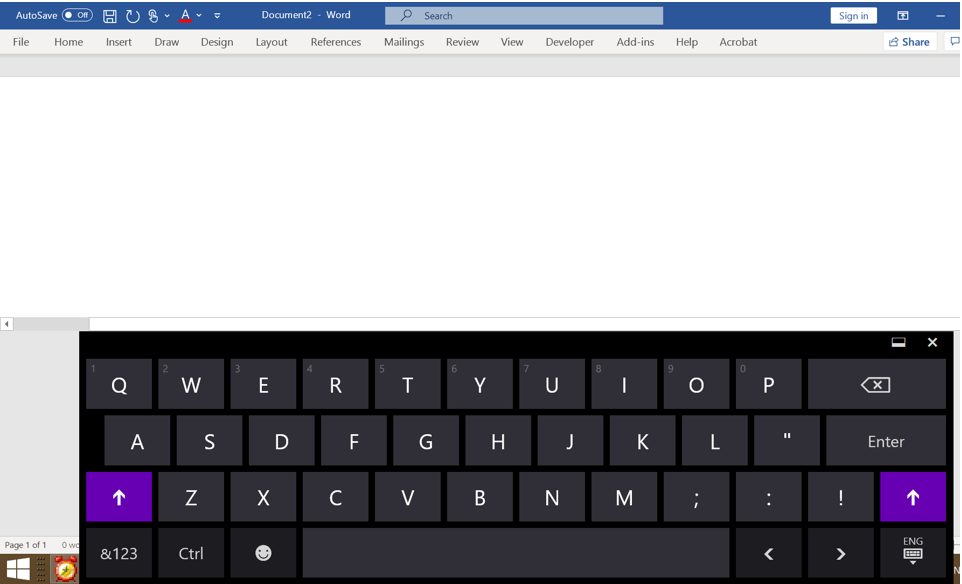 AutoSave Off Document2 - Word Search Sign in
File Home Insert Draw Design Layout References Mailings Review View Developer Add-ins Help Acrobat Share
1 Q 2 W 3 E 4 R 5 T 6 Y 7 U 8 I 9 O 0 P
A S D F G H J K L " Enter
Z X C V B N M ; : !
Page 1 of 1 0
&123 Ctrl < > ENG